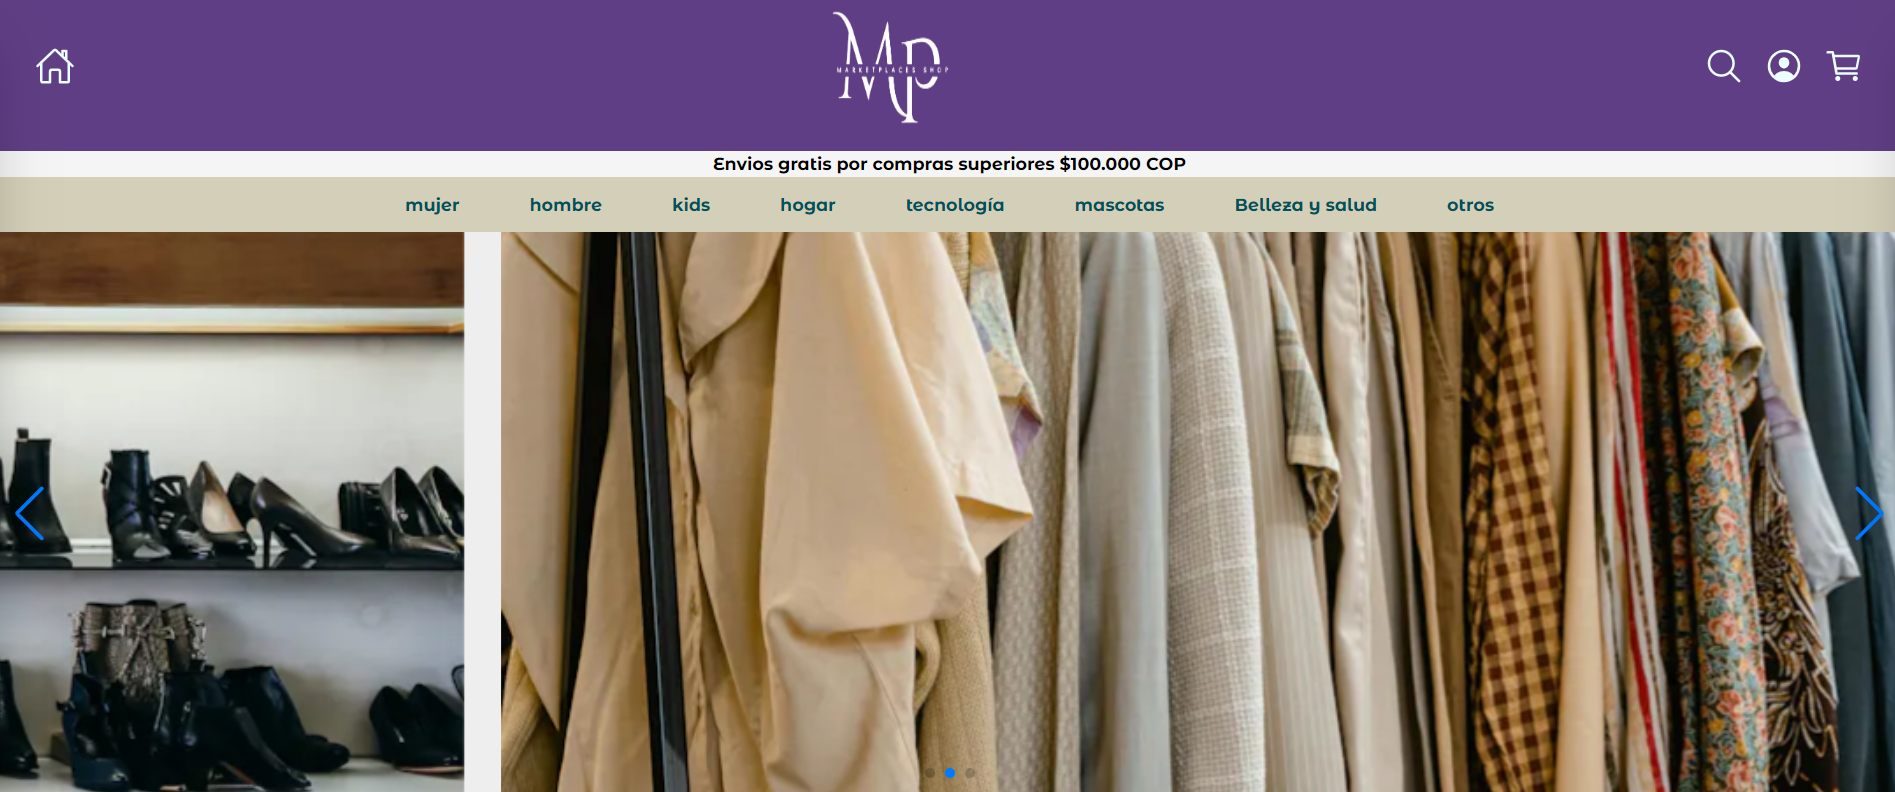 MP
MARKETPLACES SHOP
Envios gratis por compras superiores $100.000 COP
mujer hombre kids hogar tecnología mascotas Belleza y salud otros